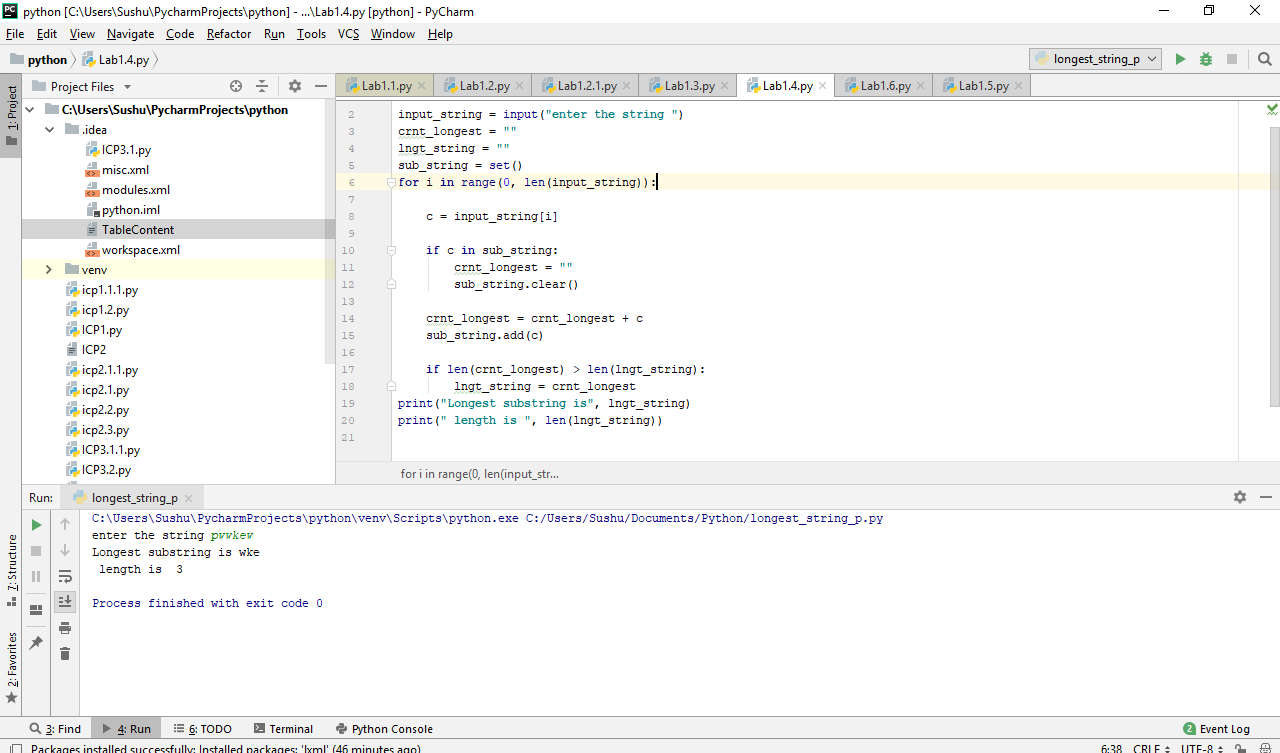 python [C:\Users\Sushu\PycharmProjects\python] - ...\Lab1.4.py [python] - PyCharm
File Edit View Navigate Code Refactor Run Tools VCS Window Help
python Lab1.4.py longest_string_p
Project Files
Lab1.1.py Lab1.2.py Lab1.2.1.py Lab1.3.py Lab1.4.py Lab1.6.py Lab1.5.py
1: Project
C:\Users\Sushu\PycharmProjects\python
.idea
ICP3.1.py
misc.xml
modules.xml
python.iml
TableContent
workspace.xml
venv
icp1.1.1.py
icp1.2.py
ICP1.py
ICP2
icp2.1.1.py
icp2.1.py
icp2.2.py
icp2.3.py
ICP3.1.1.py
ICP3.2.py
2 input_string = input("enter the string ")
3 crnt_longest = ""
4 lngt_string = ""
5 sub_string = set()
6 for i in range(0, len(input_string)):
7
8 c = input_string[i]
9
10 if c in sub_string:
11 crnt_longest = ""
12 sub_string.clear()
13
14 crnt_longest = crnt_longest + c
15 sub_string.add(c)
16
17 if len(crnt_longest) > len(lngt_string):
18 lngt_string = crnt_longest
19 print("Longest substring is", lngt_string)
20 print(" length is ", len(lngt_string))
21
for i in range(0, len(input_str...
Run: longest_string_p
C:\Users\Sushu\PycharmProjects\python\venv\Scripts\python.exe C:/Users/Sushu/Documents/Python/longest_string_p.py
enter the string pwwkew
Longest substring is wke
length is 3
Process finished with exit code 0
7: Structure
2: Favorites
3: Find 4: Run 6: TODO Terminal Python Console 2 Event Log
Packages installed successfully: Installed packages: 'lxml' (46 minutes ago) 6:38 CRLF UTF-8